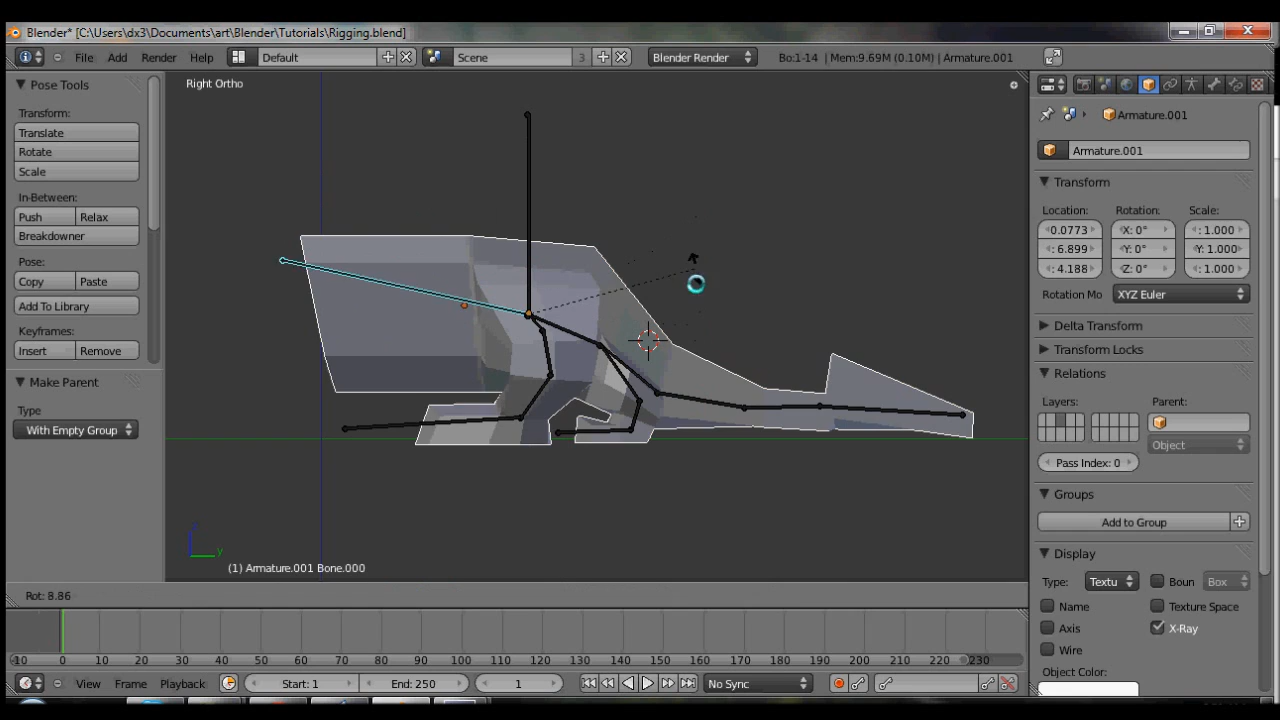 Blender* [C:\Users\dx3\Documents\art\Blender\Tutorials\Rigging.blend]
File Add Render Help Default Scene 3 Blender Render Bo:1-14 | Mem:9.69M (0.10M) | Armature.001
Pose Tools
Transform:
Translate
Rotate
Scale
In-Between:
Push Relax
Breakdowner
Pose:
Copy Paste
Add To Library
Keyframes:
Insert Remove
Make Parent
Type
With Empty Group
Right Ortho
y
(1) Armature.001 Bone.000
Rot: 8.86
Armature.001
Armature.001
Transform
Location: Rotation: Scale:
0.0773 X: 0° : 1.000
: 6.899 Y: 0° Y: 1.000
: 4.188 Z: 0° : 1.000
Rotation Mo XYZ Euler
Delta Transform
Transform Locks
Relations
Layers: Parent:
Object
Pass Index: 0
Groups
Add to Group
Display
Type: Textu Boun Box
Name Texture Space
Axis X-Ray
Wire
Object Color:
-10 0 10 20 30 40 50 60 70 80 90 100 110 120 130 140 150 160 170 180 190 200 210 220 230
View Frame Playback Start: 1 End: 250 1 No Sync